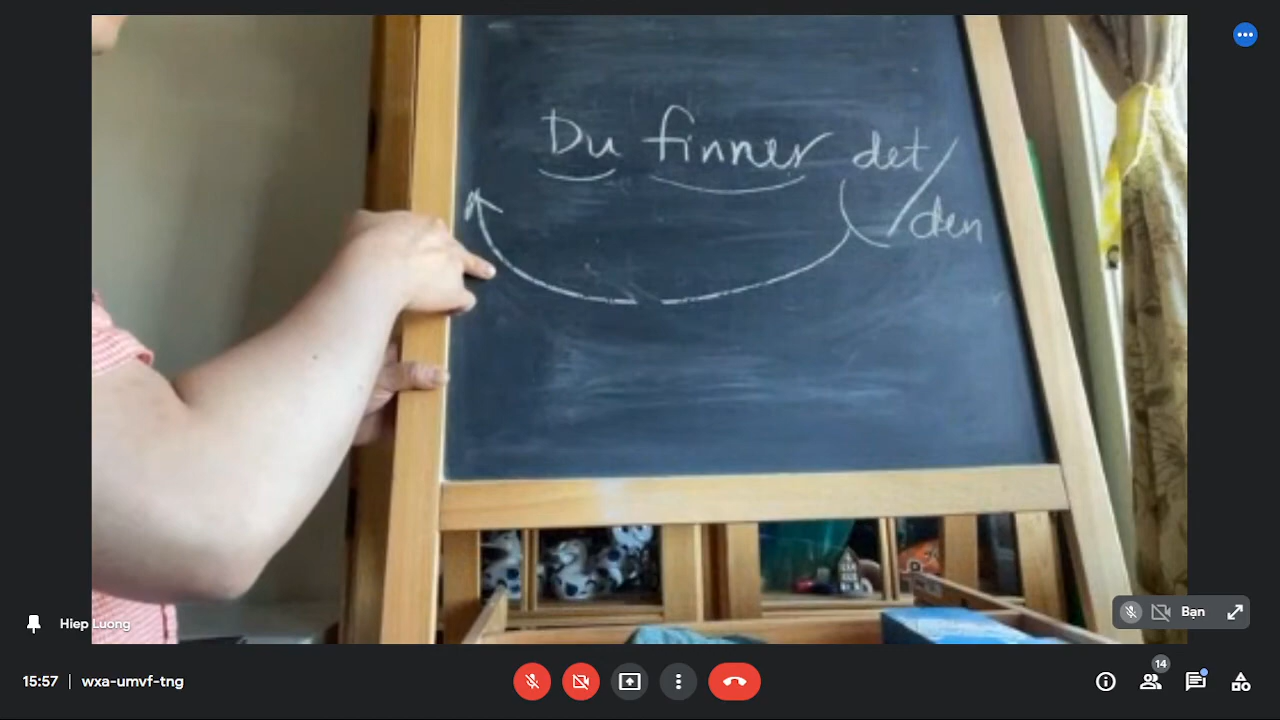 Du finner det/
den
Hiep Luong
Bạn
15:57 | wxa-umvf-tng
14